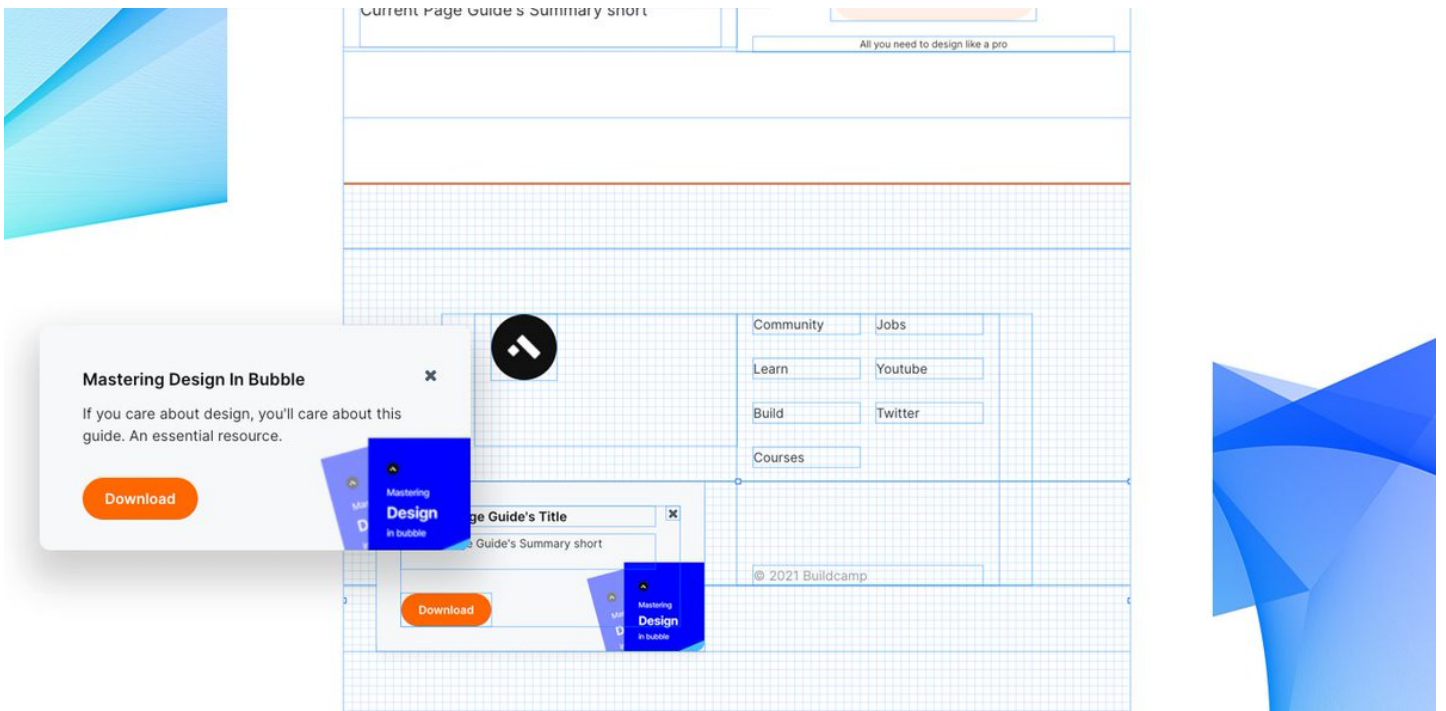 Current Page Guide's Summary short
All you need to design like a pro
Community
Jobs
Learn
Youtube
Build
Twitter
Courses
© 2021 Buildcamp
Mastering Design In Bubble
If you care about design, you'll care about this
guide. An essential resource.
Download
Mastering
Design
in bubble
Guide's Title
Guide's Summary short
Download
Mastering
Design
in bubble